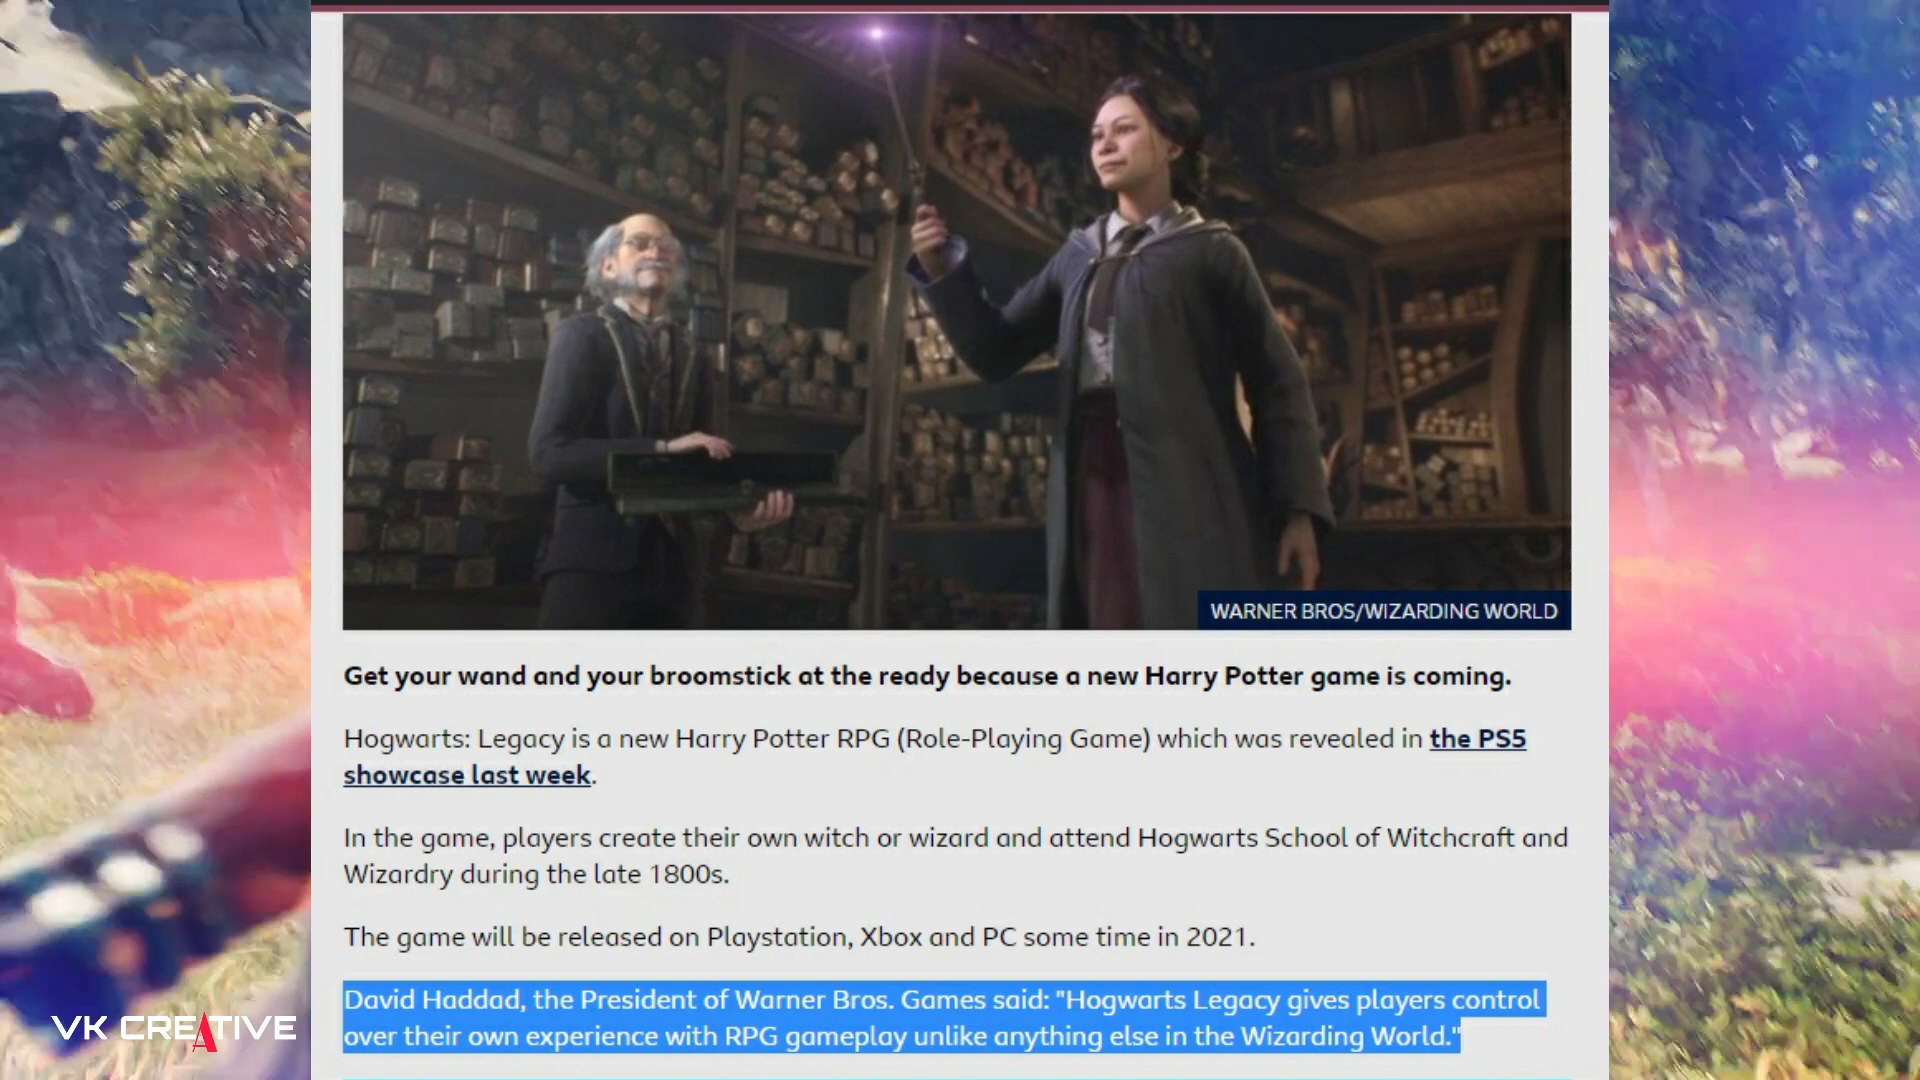 WARNER BROS/WIZARDING WORLD
Get your wand and your broomstick at the ready because a new Harry Potter game is coming.
Hogwarts: Legacy is a new Harry Potter RPG (Role-Playing Game) which was revealed in the PS5
showcase last week.
In the game, players create their own witch or wizard and attend Hogwarts School of Witchcraft and
Wizardry during the late 1800s.
The game will be released on Playstation, Xbox and PC some time in 2021.
David Haddad, the President of Warner Bros. Games said: "Hogwarts Legacy gives players control
over their own experience with RPG gameplay unlike anything else in the Wizarding World."
VK CREATIVE